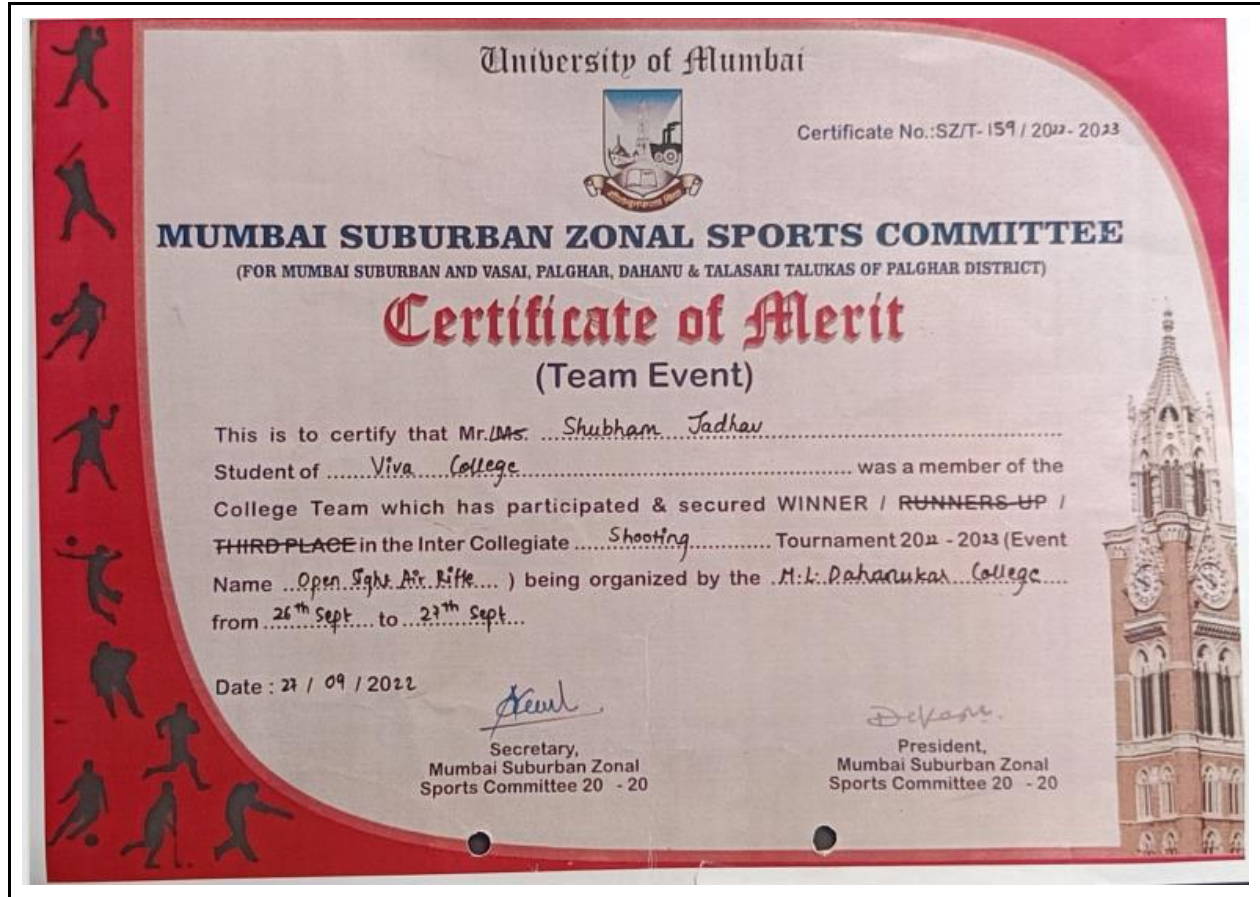 University of Mumbai
Certificate No.:SZ/T- 159 / 2022- 2023
MUMBAI SUBURBAN ZONAL SPORTS COMMITTEE
(FOR MUMBAI SUBURBAN AND VASAI, PALGHAR, DAHANU & TALASARI TALUKAS OF PALGHAR DISTRICT)
Certificate of Merit
(Team Event)
This is to certify that Mr./Ms. Shubham Jadhav
Student of Viva College was a member of the
College Team which has participated & secured WINNER / RUNNERS-UP /
THIRD PLACE in the Inter Collegiate Shooting Tournament 2022 - 2023 (Event
Name Open Sight Air Rifle ) being organized by the M.L. Dahanukar College
from 26th Sept to 27th Sept
Date : 27 / 09 / 2022
Secretary,
Mumbai Suburban Zonal
Sports Committee 20 - 20
President,
Mumbai Suburban Zonal
Sports Committee 20 - 20